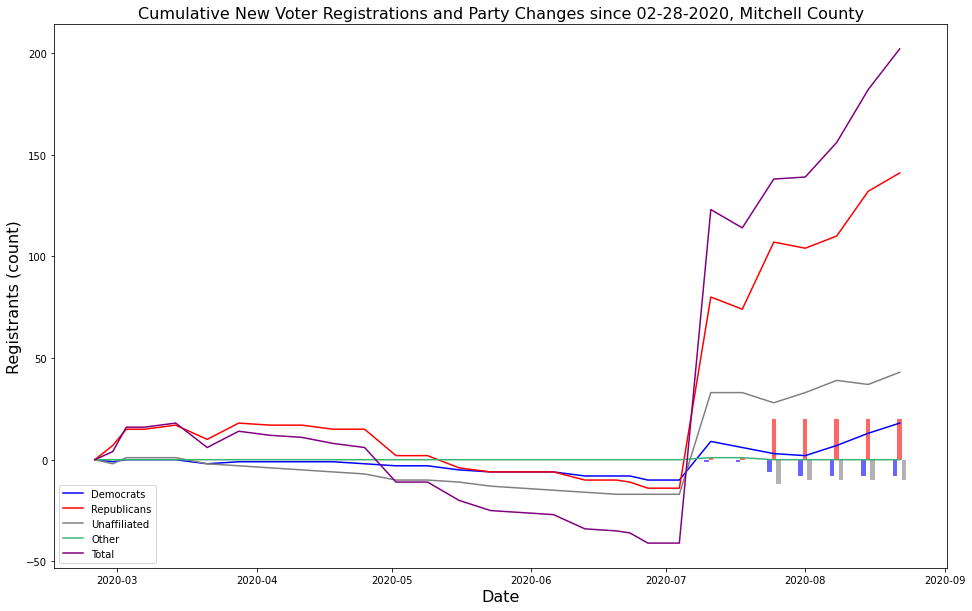 Cumulative New Voter Registrations and Party Changes since 02-28-2020, Mitchell County
Registrants (count)
200
150
100
50
0
−50
Democrats
Republicans
Unaffiliated
Other
Total
2020-03
2020-04
2020-05
2020-06
2020-07
2020-08
2020-09
Date